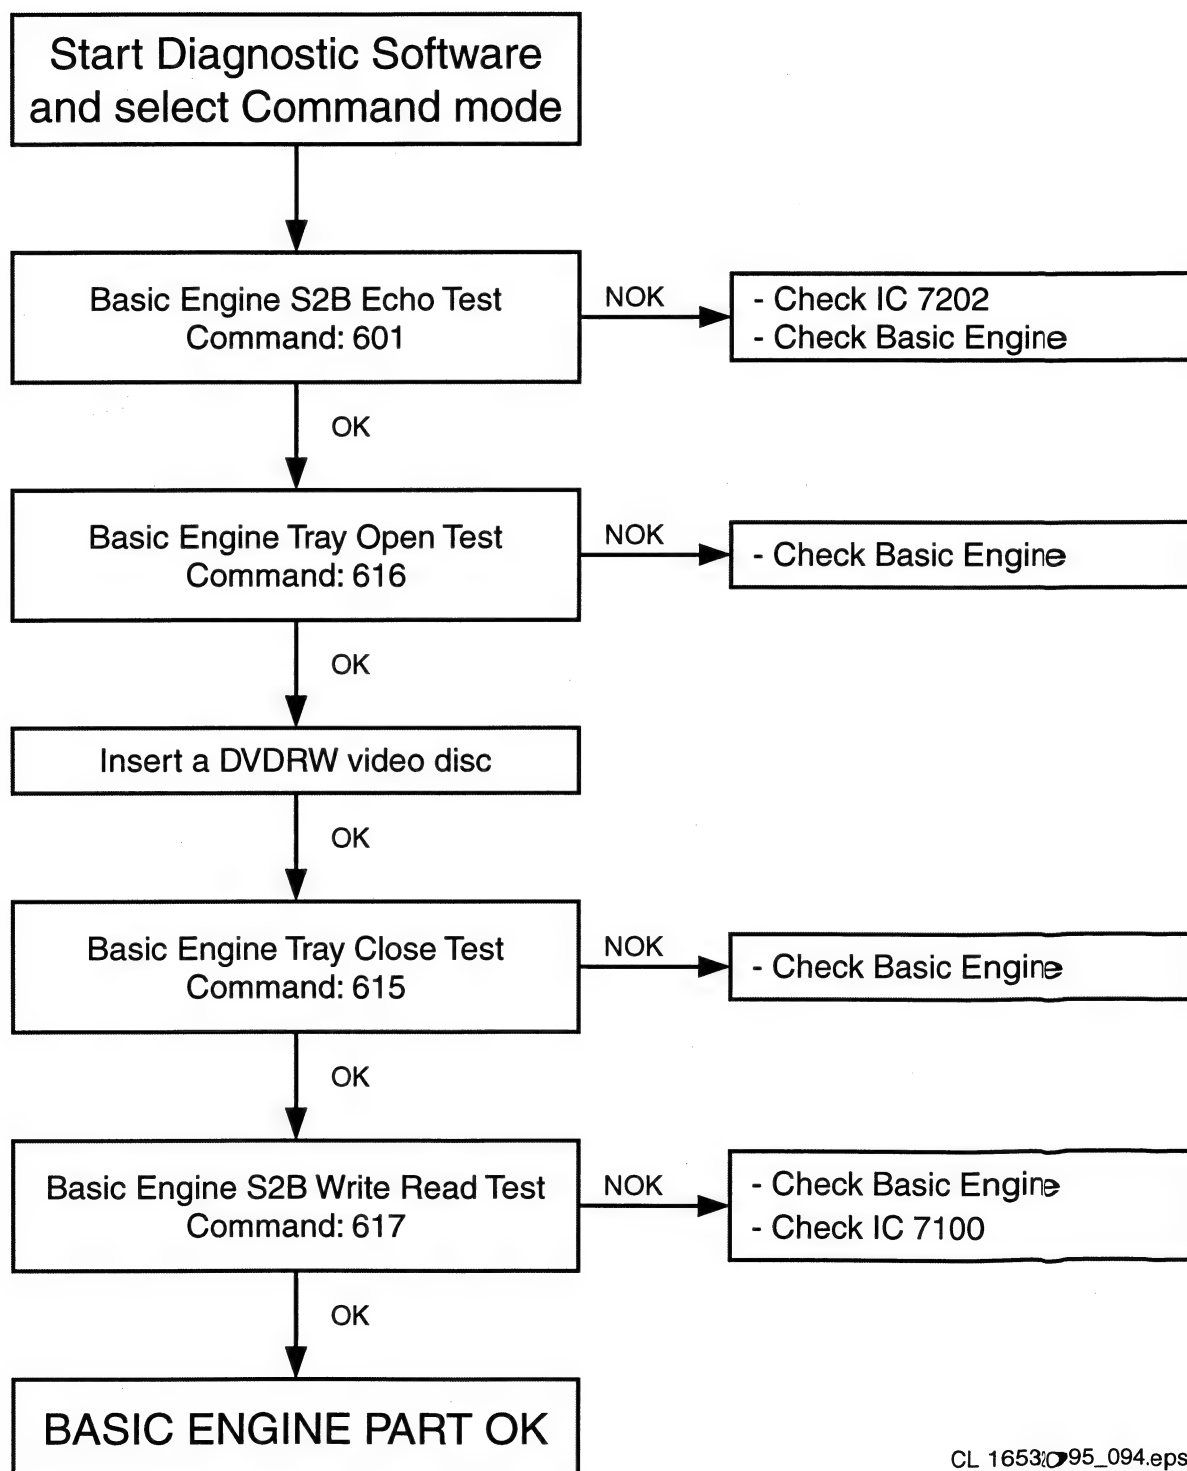 Start Diagnostic Software
and select Command mode
Basic Engine S2B Echo Test
Command: 601
NOK
- Check IC 7202
- Check Basic Engine
OK
Basic Engine Tray Open Test
Command: 616
NOK
- Check Basic Engine
OK
Insert a DVDRW video disc
OK
Basic Engine Tray Close Test
Command: 615
NOK
- Check Basic Engine
OK
Basic Engine S2B Write Read Test
Command: 617
NOK
- Check Basic Engine
- Check IC 7100
OK
BASIC ENGINE PART OK
CL